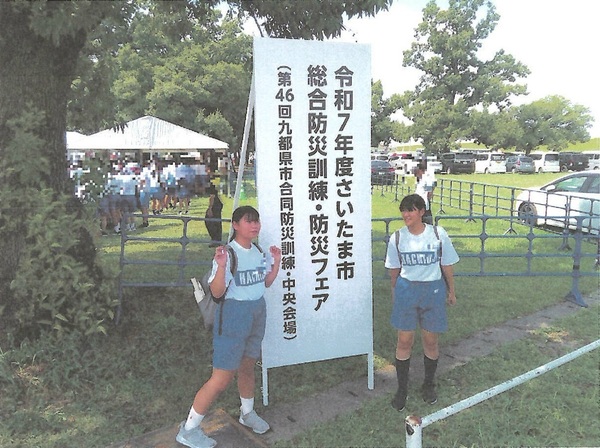 令和7年度さいたま市
総合防災訓練・防災フェア
(第46回九都県市合同防災訓練・中央会場)